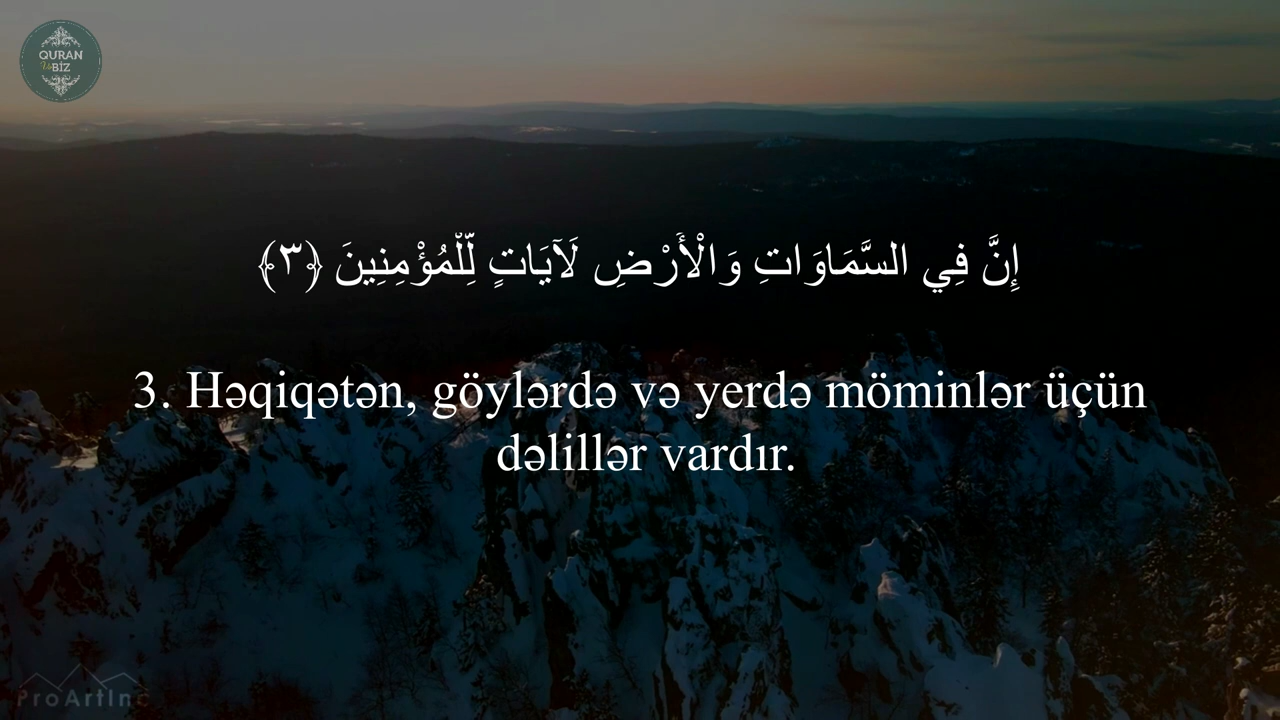 QURAN
Və
BİZ
إِنَّ فِي السَّمَاوَاتِ وَالْأَرْضِ لَآيَاتٍ لِّلْمُؤْمِنِينَ ﴿٣﴾
3. Həqiqətən, göylərdə və yerdə möminlər üçün
dəlillər vardır.
ProArtInc